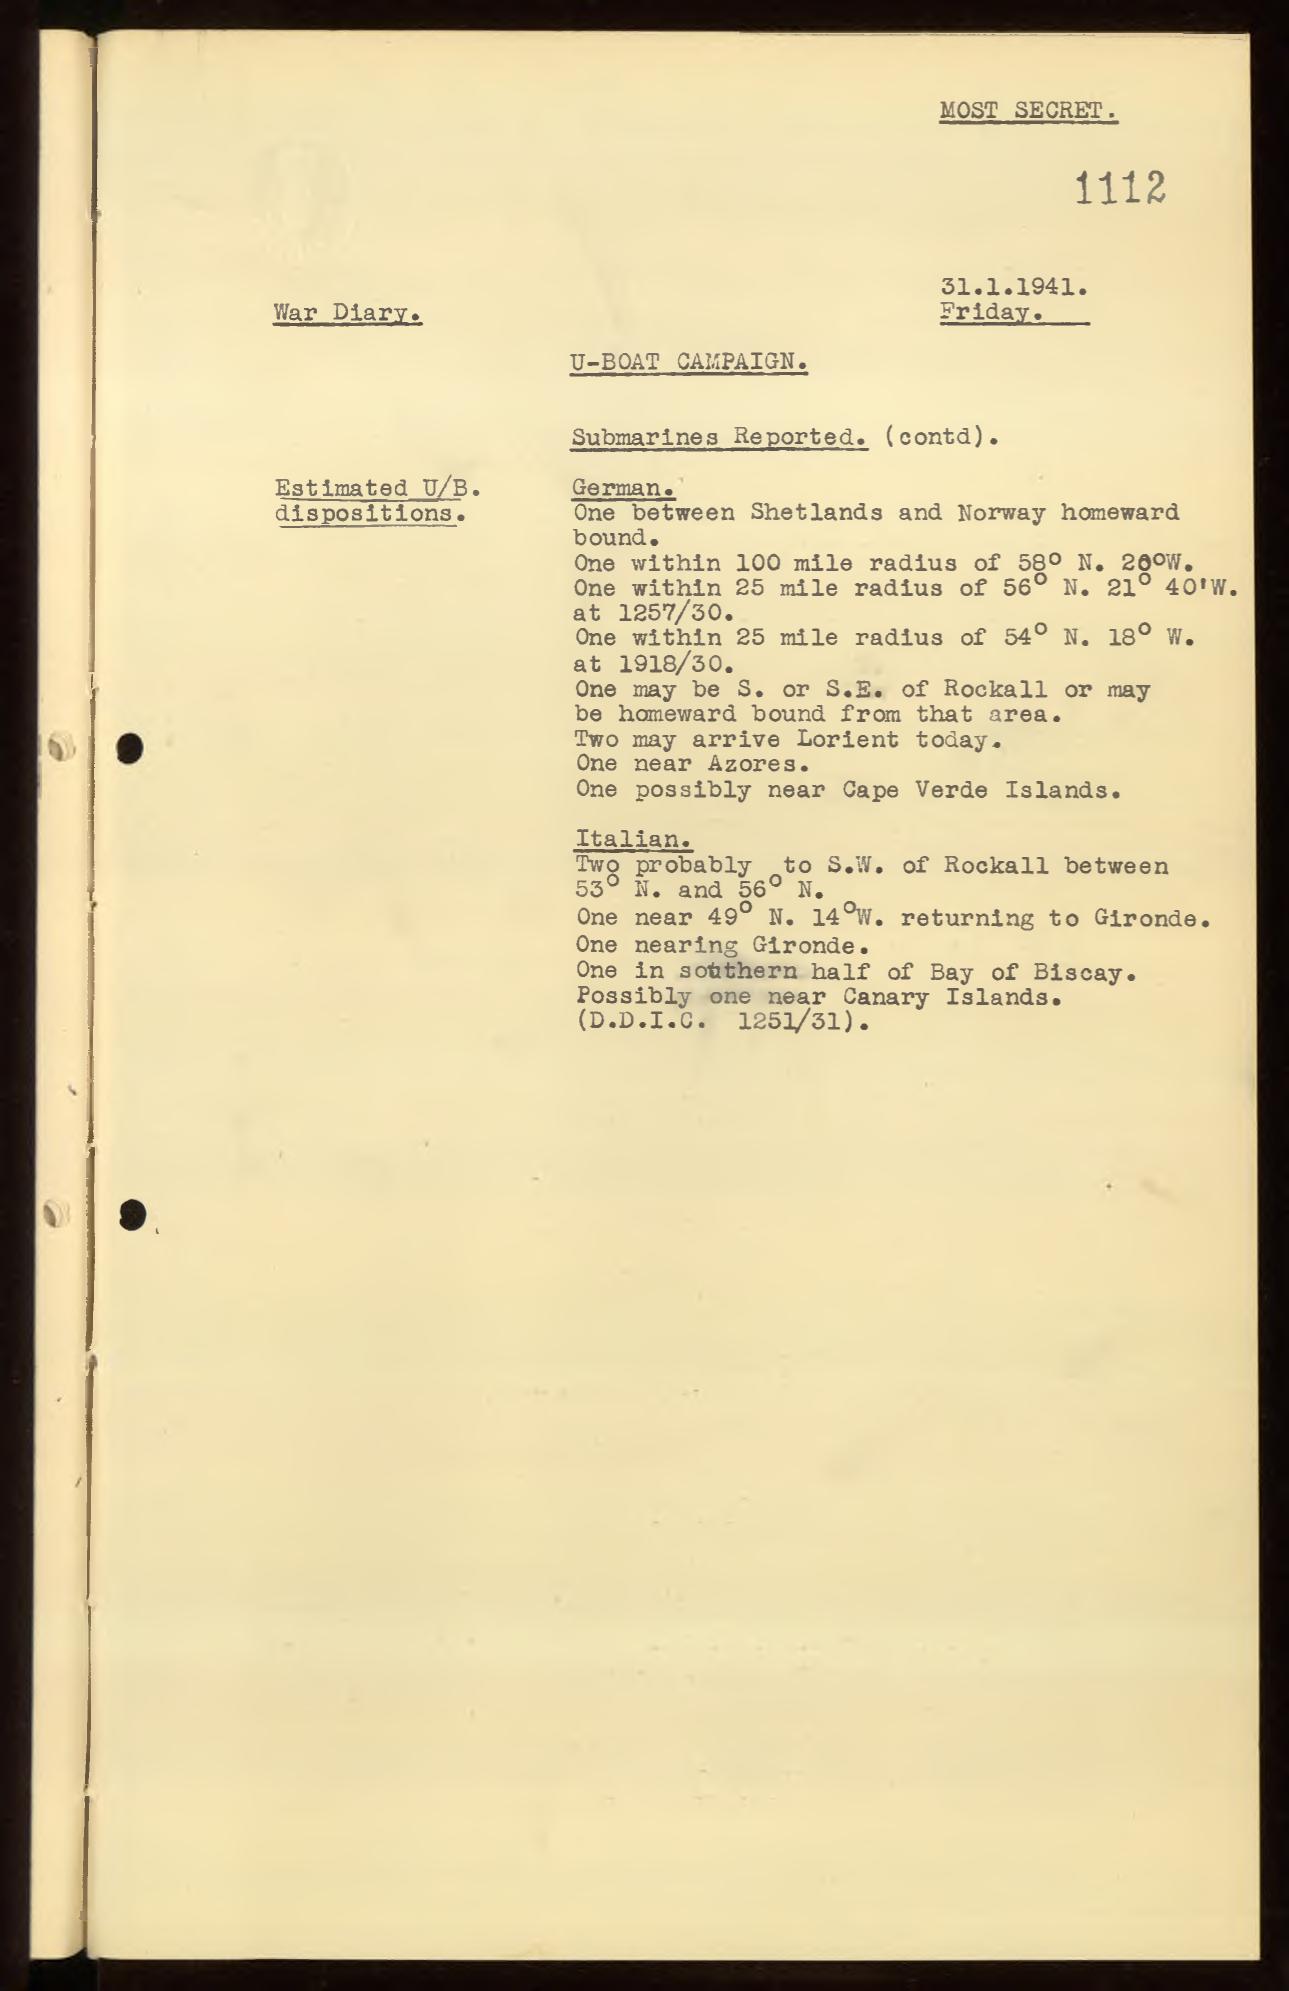 MOST SECRET.
1112
31.1.1941.
War Diary. Friday.
U-BOAT CAMPAIGN.
Submarines Reported. (contd).
Estimated U/B.
dispositions.
German.
One between Shetlands and Norway homeward
bound.
One within 100 mile radius of 58° N. 20°W.
One within 25 mile radius of 56° N. 21° 40'W.
at 1257/30.
One within 25 mile radius of 54° N. 18° W.
at 1918/30.
One may be S. or S.E. of Rockall or may
be homeward bound from that area.
Two may arrive Lorient today.
One near Azores.
One possibly near Cape Verde Islands.
Italian.
Two probably to S.W. of Rockall between
53° N. and 56° N.
One near 49° N. 14°W. returning to Gironde.
One nearing Gironde.
One in southern half of Bay of Biscay.
Possibly one near Canary Islands.
(D.D.I.C. 1251/31).